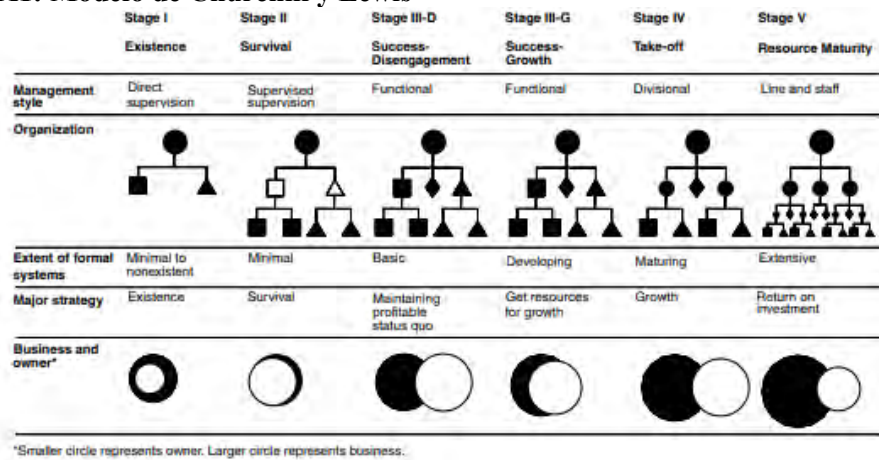 Modelo de Churchill y Lewis
Stage I Stage II Stage III-D Stage III-G Stage IV Stage V
Existence Survival Success- Success- Take-off Resource Maturity
Disengagement Growth
Management Direct Supervised Functional Functional Divisional Line and staff
style supervision supervision
Organization
Extent of formal Minimal to Minimal Basic Developing Maturing Extensive
systems nonexistent
Major strategy Existence Survival Maintaining Get resources Growth Return on
profitable for growth investment
status quo
Business and
owner*
*Smaller circle represents owner. Larger circle represents business.